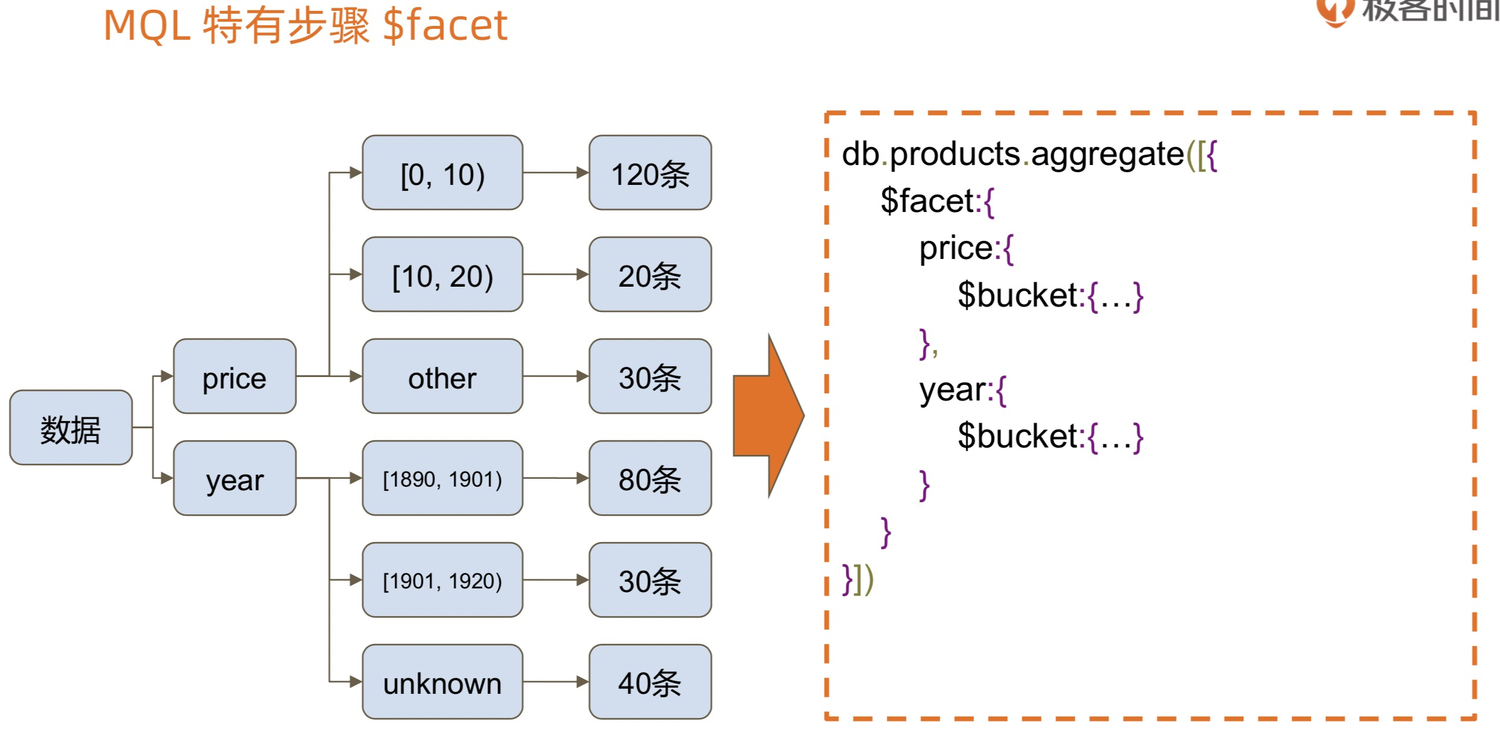 MQL 特有步骤 $facet
极客时间
[0, 10)
120条
[10, 20)
20条
price
other
30条
数据
year
[1890, 1901)
80条
[1901, 1920)
30条
unknown
40条
db.products.aggregate([{
$facet:{
price:{
$bucket:{…}
},
year:{
$bucket:{…}
}
}
}])